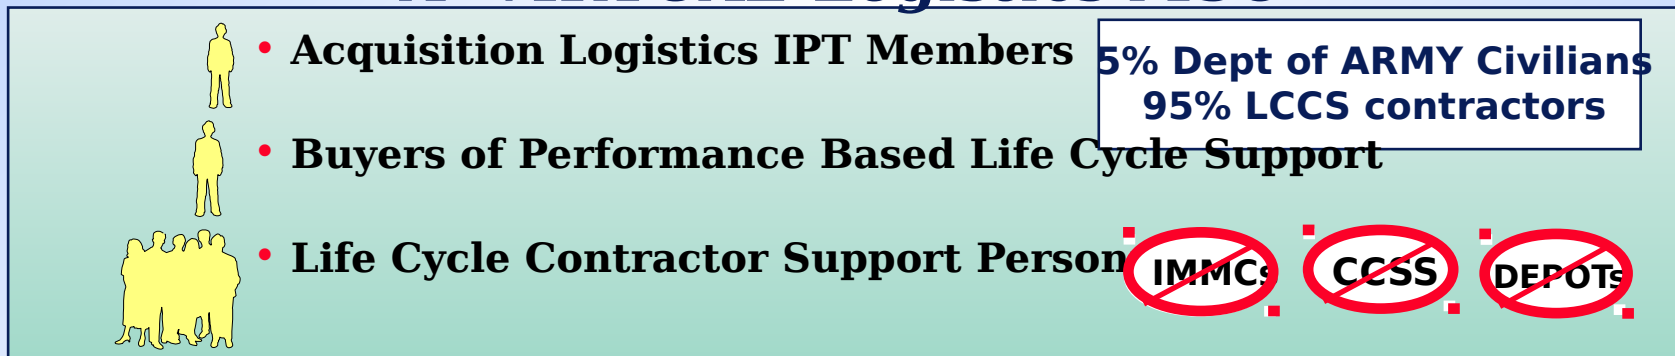 Logistics
• Acquisition Logistics IPT Members
5% Dept of ARMY Civilians
95% LCCS contractors
• Buyers of Performance Based Life Cycle Support
• Life Cycle Contractor Support Person
IMMCs
CCSS
DEPOTs